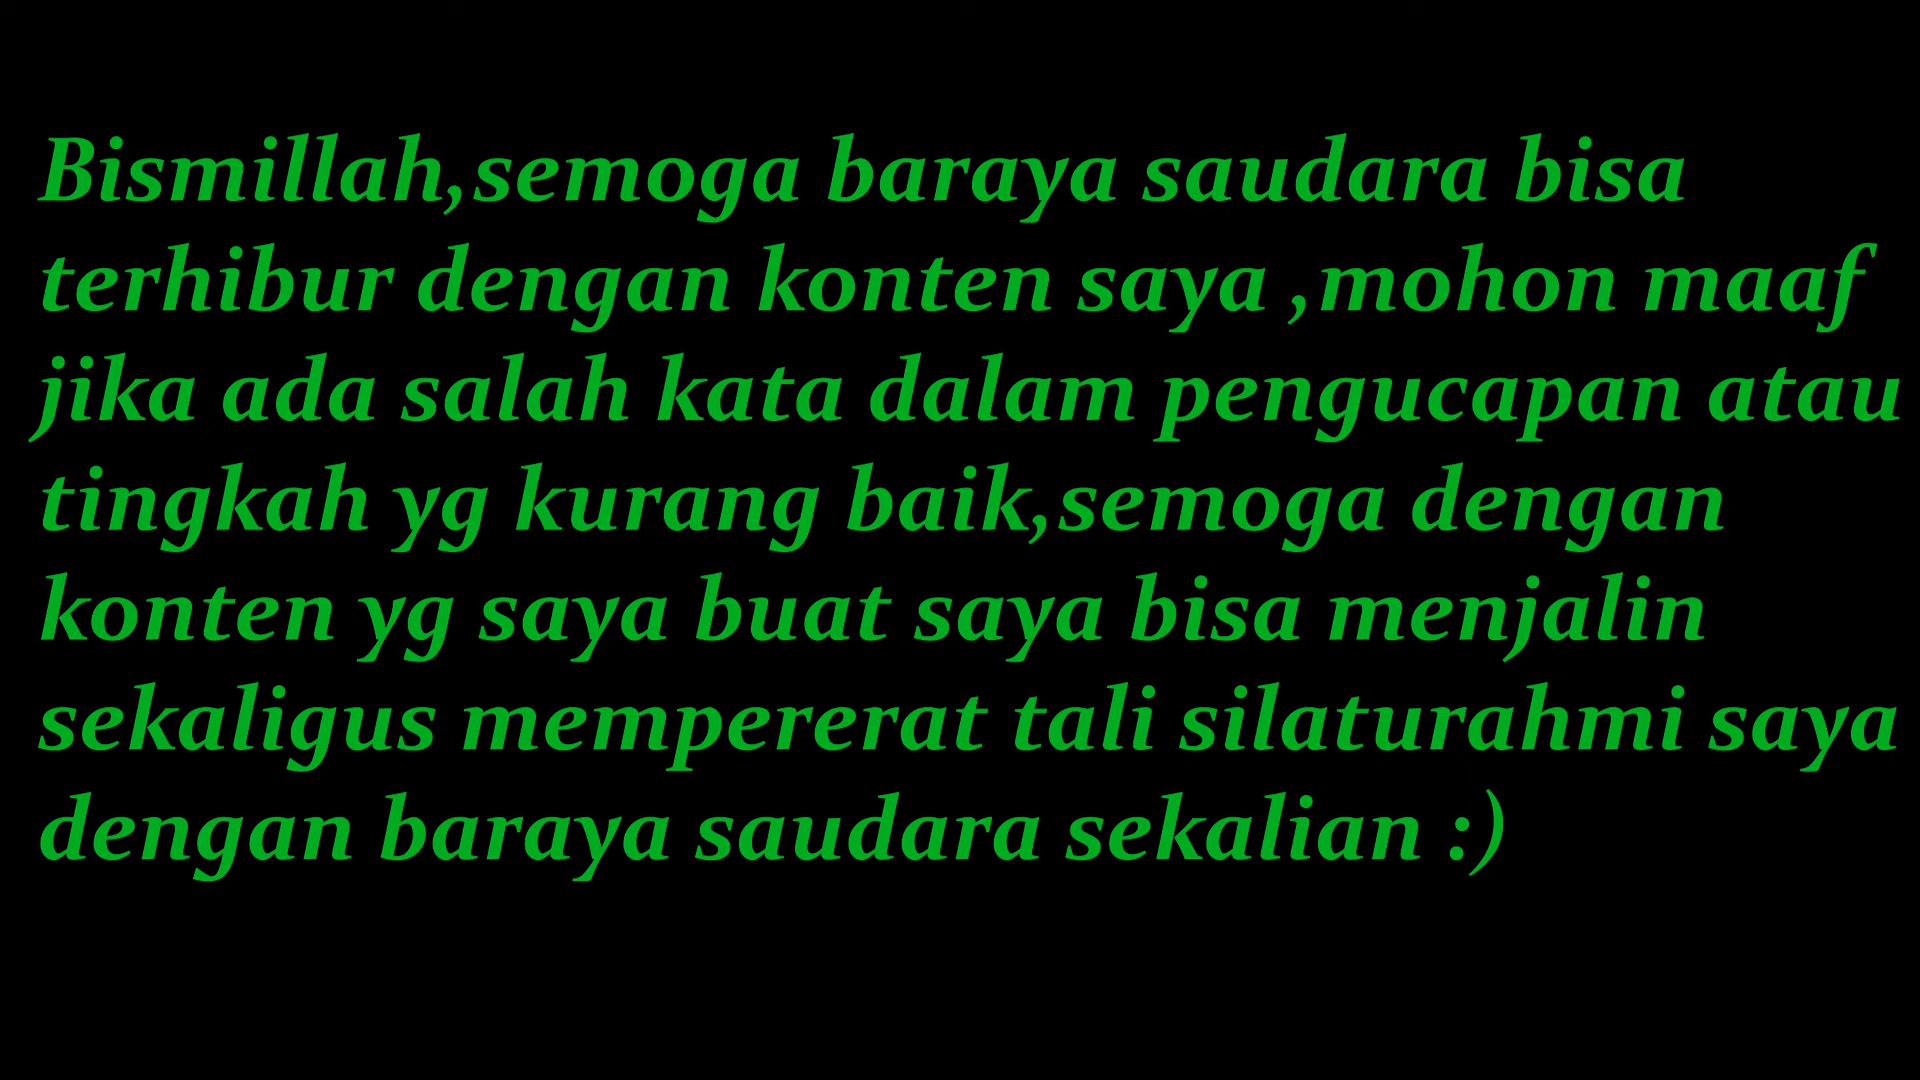 Bismillah,semoga baraya saudara bisa
terhibur dengan konten saya ,mohon maaf
jika ada salah kata dalam pengucapan atau
tingkah yg kurang baik,semoga dengan
konten yg saya buat saya bisa menjalin
sekaligus mempererat tali silaturahmi saya
dengan baraya saudara sekalian :)